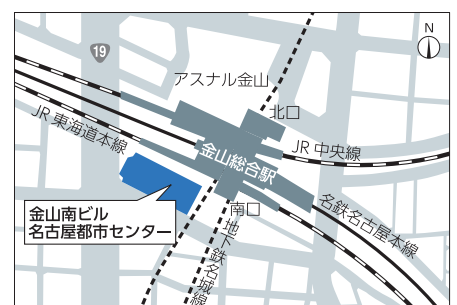 N
19
アスナル金山
北口
JR 東海道本線
金山総合駅
JR 中央線
金山南ビル
名古屋都市センター
南口
名鉄名古屋本線
地下鉄名城線